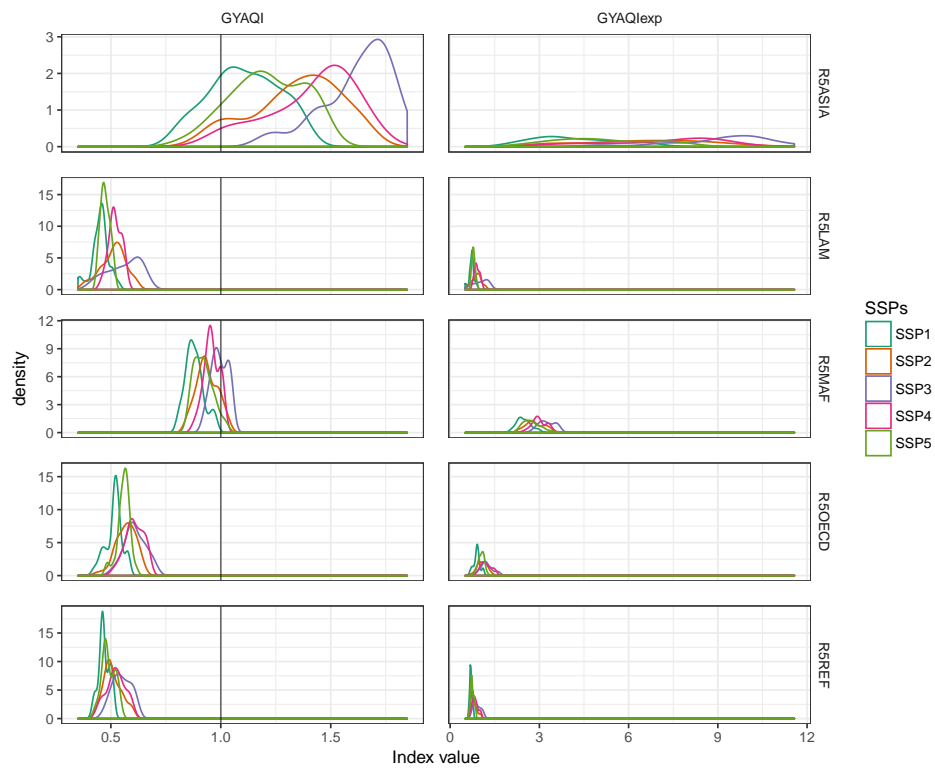 GYAQI GYAQIexp
3
2
1
0
R5ASIA
15
10
5
0
R5LAM
12
9
6
3
0
R5MAF
15
10
5
0
R5OECD
15
10
5
0
R5REF
0.5 1.0 1.5 0 3 6 9 12
Index value
density
SSPs
SSP1
SSP2
SSP3
SSP4
SSP5